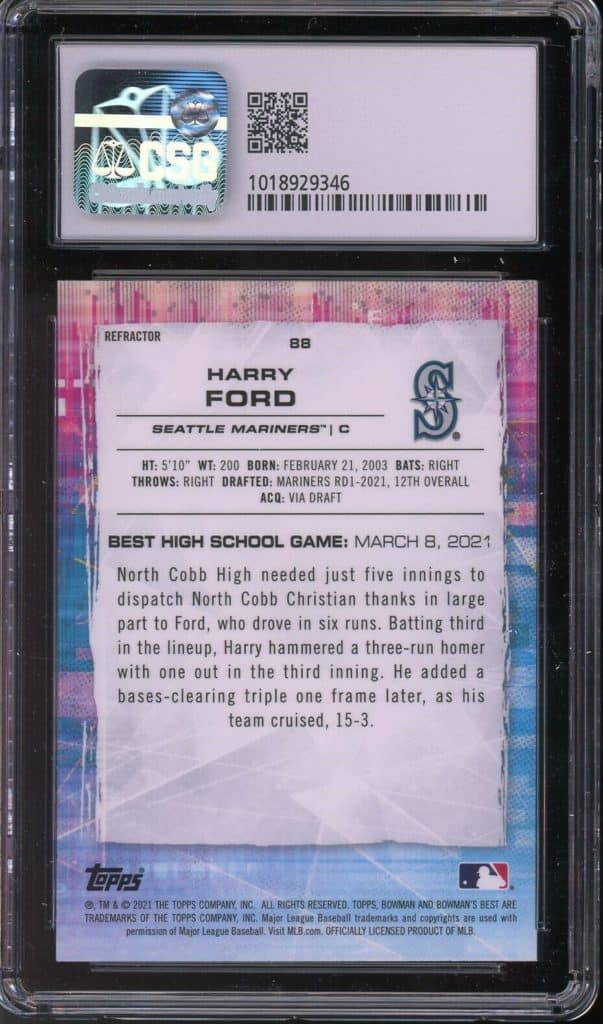 CSG
1018929346
REFRACTOR
88
HARRY
FORD
SEATTLE MARINERS™ | C
S
HT: 5'10" WT: 200 BORN: FEBRUARY 21, 2003 BATS: RIGHT
THROWS: RIGHT DRAFTED: MARINERS RD1-2021, 12TH OVERALL
ACQ: VIA DRAFT
BEST HIGH SCHOOL GAME: MARCH 8, 2021
North Cobb High needed just five innings to
dispatch North Cobb Christian thanks in large
part to Ford, who drove in six runs. Batting third
in the lineup, Harry hammered a three-run homer
with one out in the third inning. He added a
bases-clearing triple one frame later, as his
team cruised, 15-3.
Topps
®, TM & © 2021 THE TOPPS COMPANY, INC. ALL RIGHTS RESERVED. TOPPS, BOWMAN AND BOWMAN'S BEST ARE
TRADEMARKS OF THE TOPPS COMPANY, INC. Major League Baseball trademarks and copyrights are used with
permission of Major League Baseball. Visit MLB.com. OFFICIALLY LICENSED PRODUCT OF MLB.